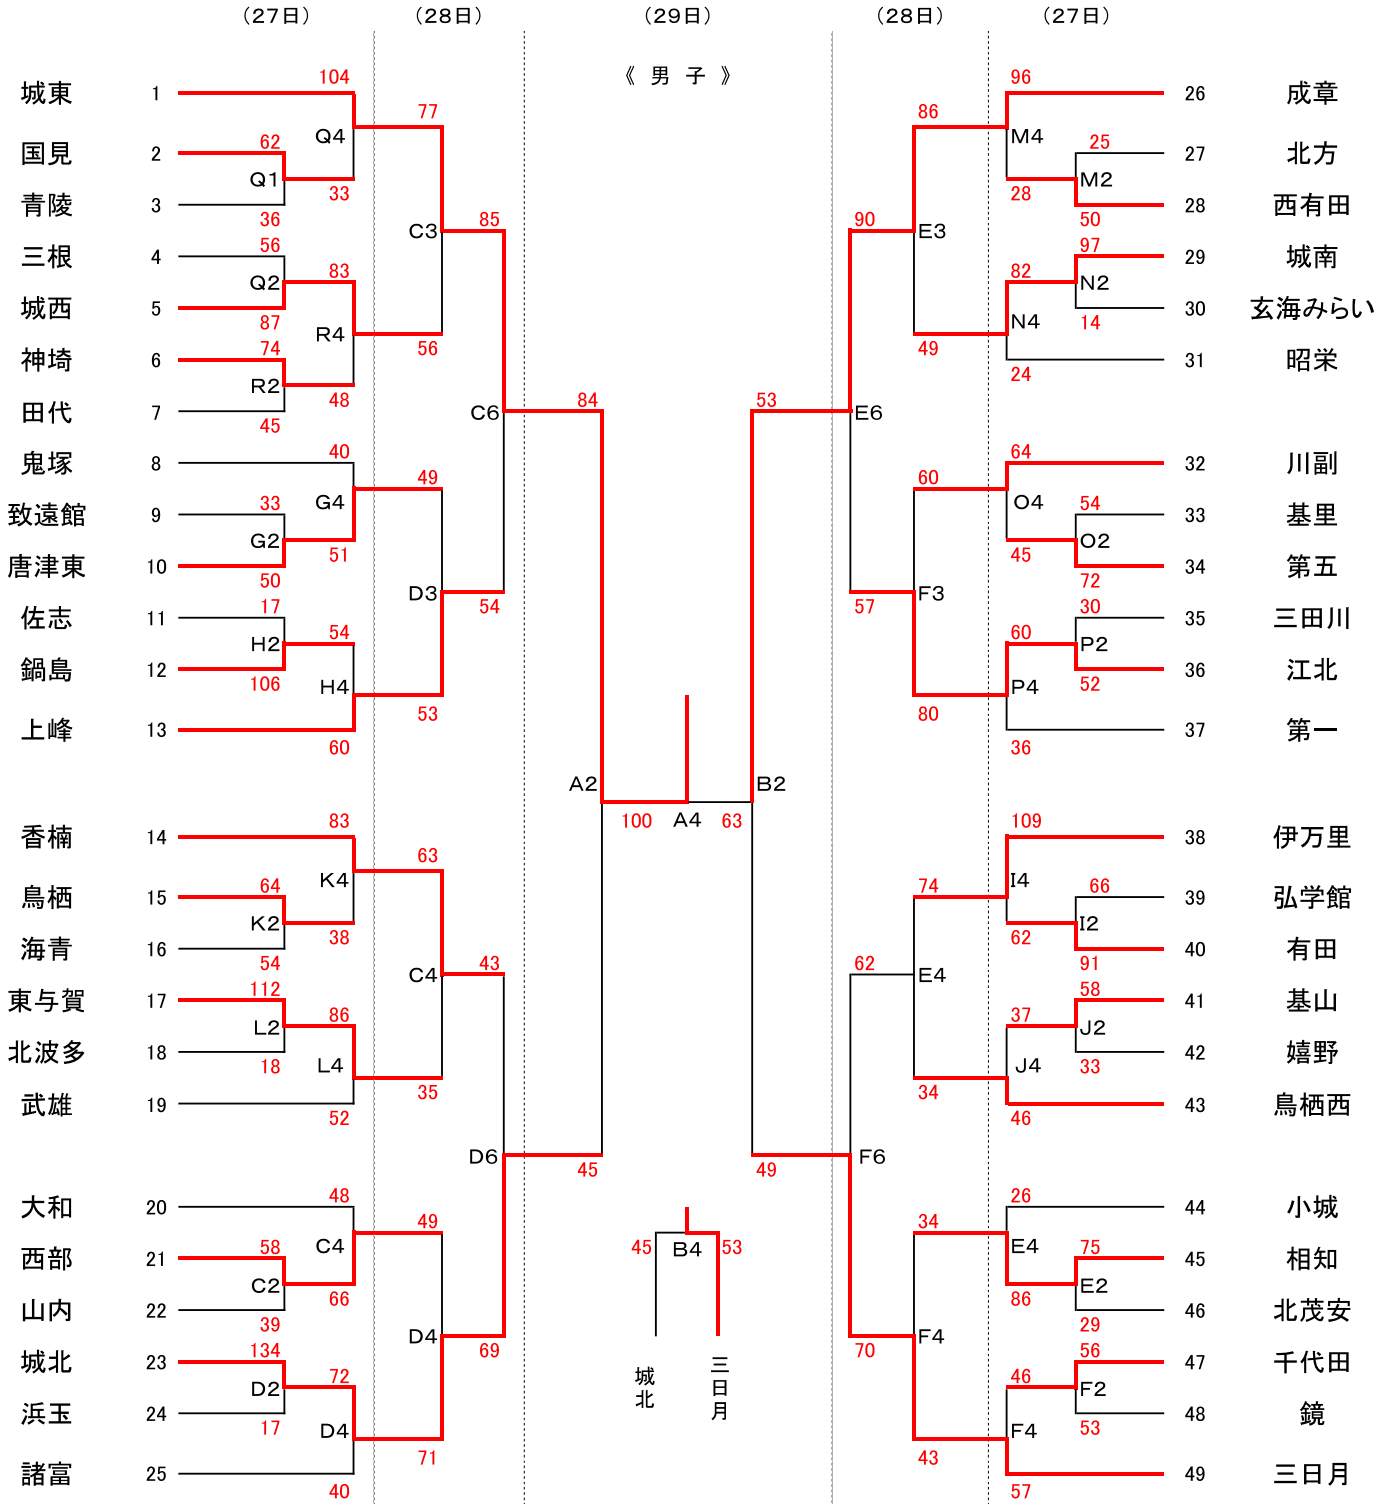 (27日) (28日) (29日) (28日) (27日)
《 男 子 》
城東 1 104
国見 2 62
Q4 77
Q1 33
青陵 3 36
三根 4 56
Q2 83
C3 85
城西 5 87
R4 56
神埼 6 74
R2 48
田代 7 45
C6 84
鬼塚 8 40
G4 49
致遠館 9 33
G2 51
唐津東 10 50
D3 54
佐志 11 17
H2 54
鍋島 12 106
H4 53
上峰 13 60
A2
100 A4 63
B2
香楠 14 83
K4 63
鳥栖 15 64
K2 38
海青 16 54
C4 43
東与賀 17 112
L2 86
北波多 18 18
L4 35
武雄 19 52
D6 45
大和 20 48
C4 49
西部 21 58
C2 66
山内 22 39
D4 69
城北 23 134
D2 72
浜玉 24 17
D4 71
諸富 25 40
45 B4 53
城北
三日月
96 26 成章
86 M4
25 27 北方
28 M2
50 28 西有田
90 E3
97 29 城南
82 N2
14 30 玄海みらい
49 N4
24 31 昭栄
53 E6
64 32 川副
60 O4
54 33 基里
45 O2
72 34 第五
57 F3
30 35 三田川
60 P2
52 36 江北
80 P4
36 37 第一
109 38 伊万里
74 I4
66 39 弘学館
62 I2
91 40 有田
62 E4
58 41 基山
37 J2
33 42 嬉野
34 J4
46 43 鳥栖西
49 F6
26 44 小城
34 E4
75 45 相知
86 E2
29 46 北茂安
70 F4
56 47 千代田
46 F2
53 48 鏡
43 F4
57 49 三日月